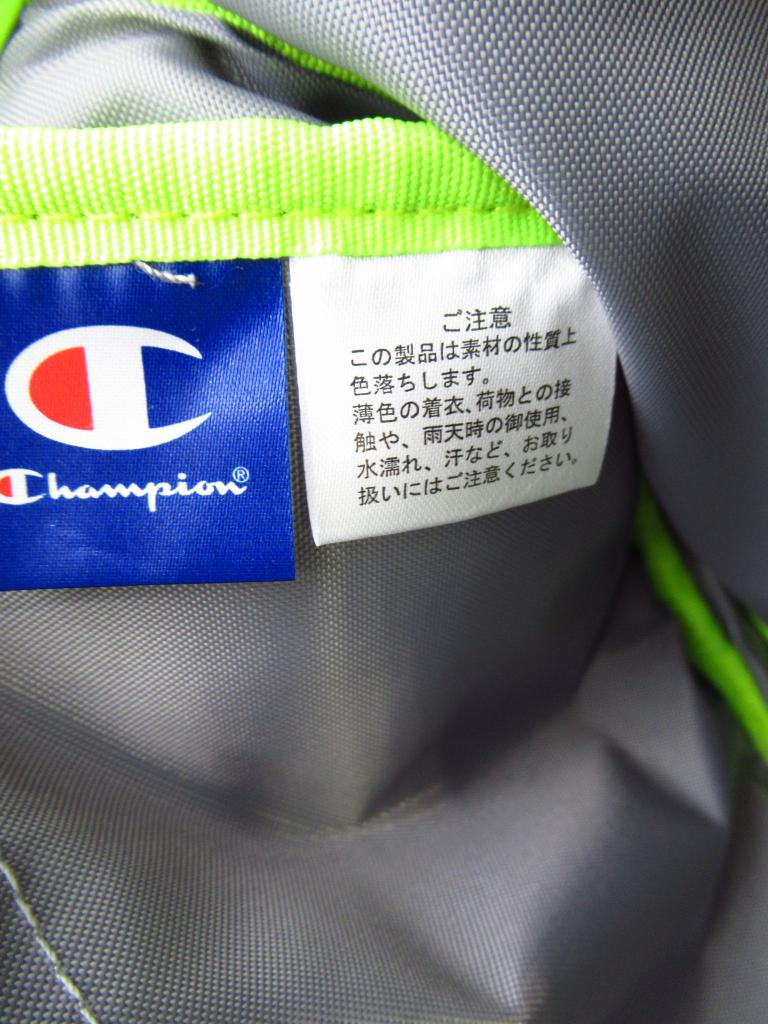 Champion®
ご注意
この製品は素材の性質上
色落ちします。
薄色の着衣、荷物との接
触や、雨天時の御使用、
水濡れ、汗など、お取り
扱いにはご注意ください。